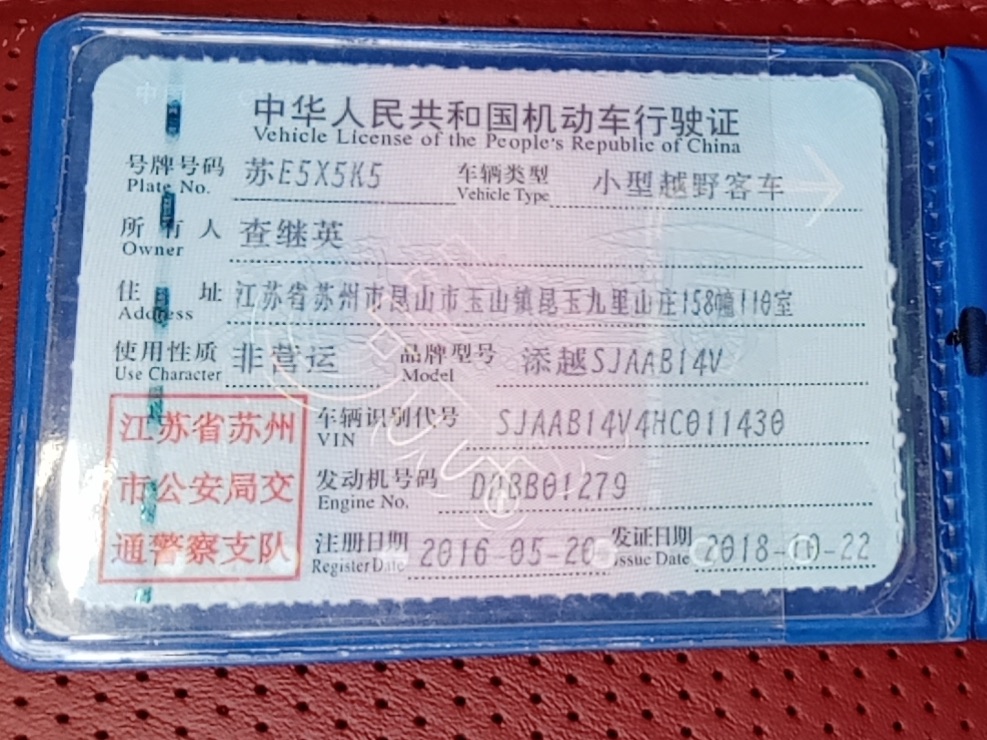 中华人民共和国机动车行驶证
Vehicle License of the People's Republic of China
号牌号码 苏E5X5K5 车辆类型 小型越野客车
Plate No. Vehicle Type
所有人 查继英
Owner
住址 江苏省苏州市昆山市玉山镇昆玉九里山庄158幢110室
Address
使用性质 非营运 品牌型号 添越SJAAB14V
Use Character Model
江苏省苏州
市公安局交
通警察支队
车辆识别代号 SJAAB14V4HC011430
VIN
发动机号码
Engine No.
注册日期 2016-05-20 发证日期 2018-10-22
Register Date Issue Date